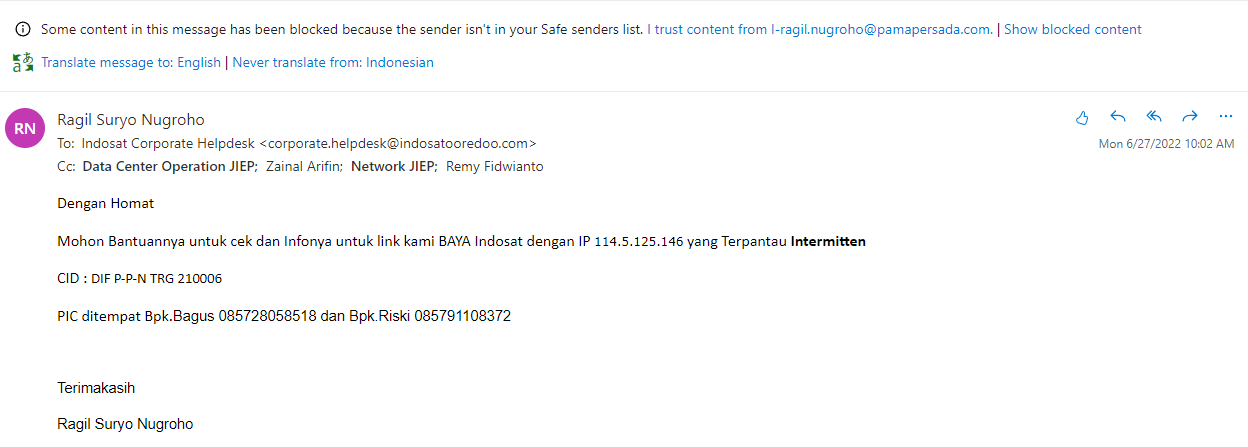 Some content in this message has been blocked because the sender isn't in your Safe senders list. I trust content from l-ragil.nugroho@pamapersada.com. | Show blocked content
Translate message to: English | Never translate from: Indonesian
RN
Ragil Suryo Nugroho
To: Indosat Corporate Helpdesk <corporate.helpdesk@indosatooredoo.com>
Mon 6/27/2022 10:02 AM
Cc: Data Center Operation JIEP; Zainal Arifin; Network JIEP; Remy Fidwianto
Dengan Homat
Mohon Bantuannya untuk cek dan Infonya untuk link kami BAYA Indosat dengan IP 114.5.125.146 yang Terpantau Intermitten
CID : DIF P-P-N TRG 210006
PIC ditempat Bpk.Bagus 085728058518 dan Bpk.Riski 085791108372
Terimakasih
Ragil Suryo Nugroho